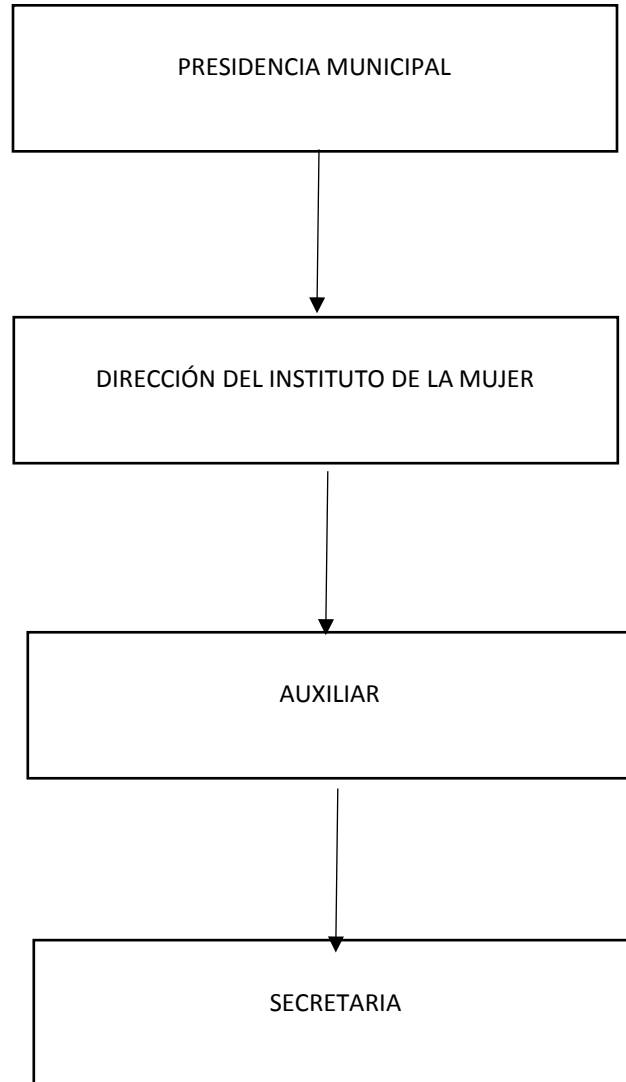 PRESIDENCIA MUNICIPAL
DIRECCIÓN DEL INSTITUTO DE LA MUJER
AUXILIAR
SECRETARIA